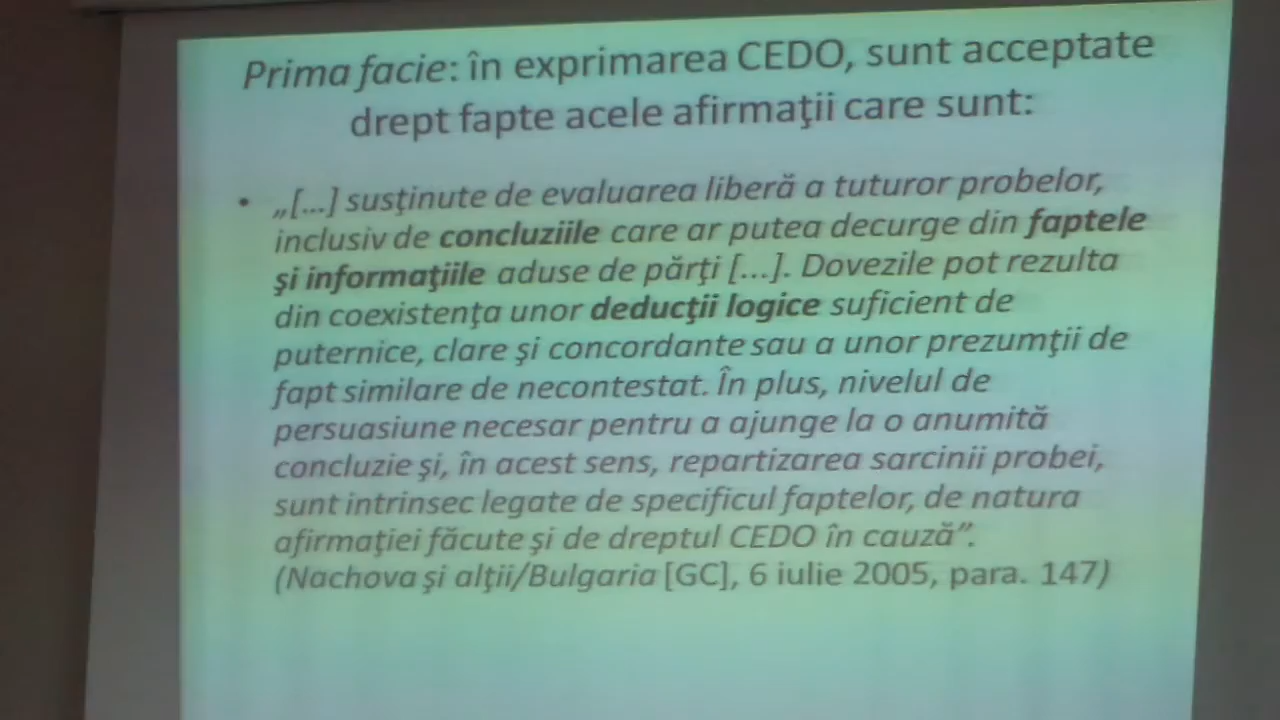 Prima facie: în exprimarea CEDO, sunt acceptate
drept fapte acele afirmaţii care sunt:
• „[...] susţinute de evaluarea liberă a tuturor probelor,
inclusiv de concluziile care ar putea decurge din faptele
şi informaţiile aduse de părţi [...]. Dovezile pot rezulta
din coexistenţa unor deducţii logice suficient de
puternice, clare şi concordante sau a unor prezumţii de
fapt similare de necontestat. În plus, nivelul de
persuasiune necesar pentru a ajunge la o anumită
concluzie şi, în acest sens, repartizarea sarcinii probei,
sunt intrinsec legate de specificul faptelor, de natura
afirmaţiei făcute şi de dreptul CEDO în cauză”.
(Nachova şi alţii/Bulgaria [GC], 6 iulie 2005, para. 147)